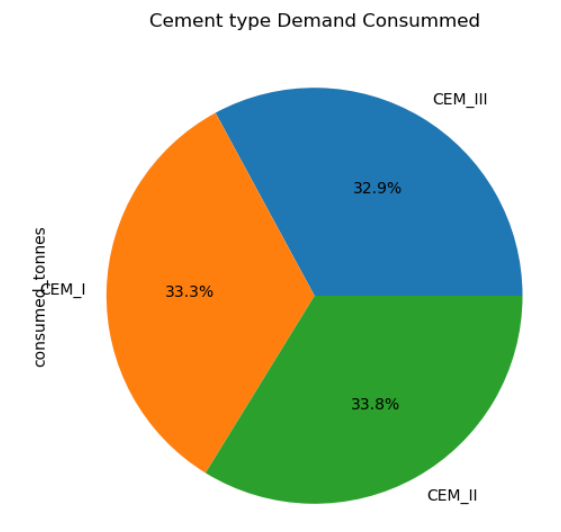 Cement type Demand Consummed
CEM_III
32.9%
consumed_tonnes
CEM_I
33.3%
33.8%
CEM_II